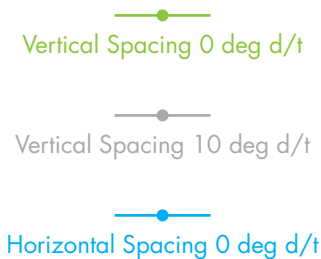 Vertical Spacing 0 deg d/t
Vertical Spacing 10 deg d/t
Horizontal Spacing 0 deg d/t